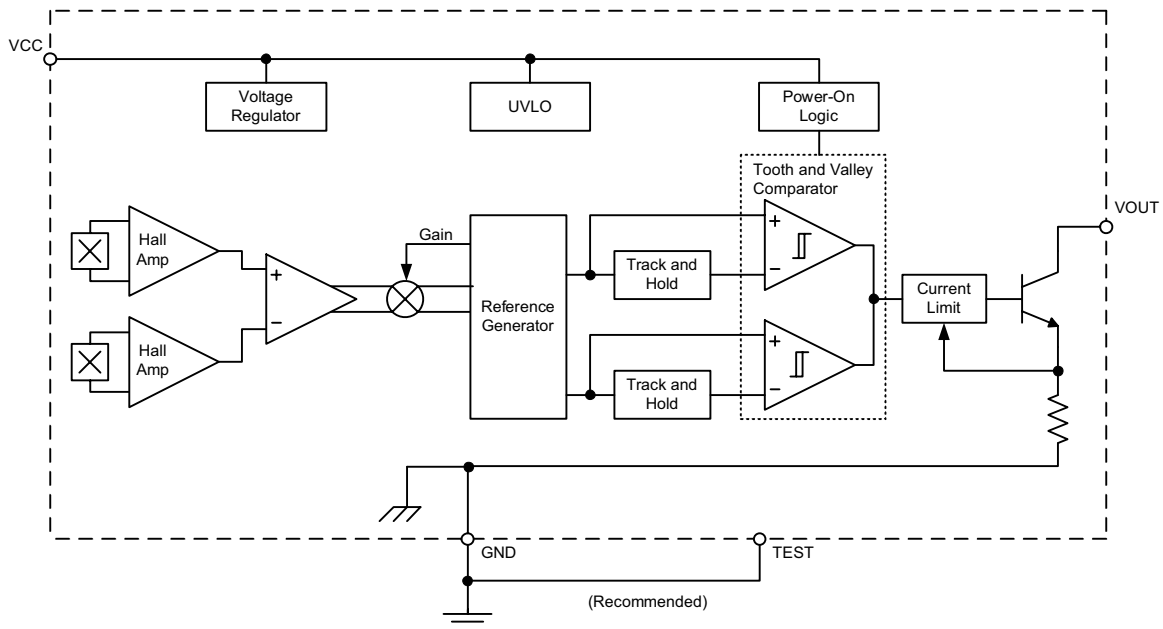 VCC
Voltage
Regulator
UVLO
Power-On
Logic
Tooth and Valley
Comparator
VOUT
Hall
Amp
+
−
Gain
Reference
Generator
Track and
Hold
+
−
Current
Limit
Hall
Amp
Track and
Hold
+
−
GND
TEST
(Recommended)